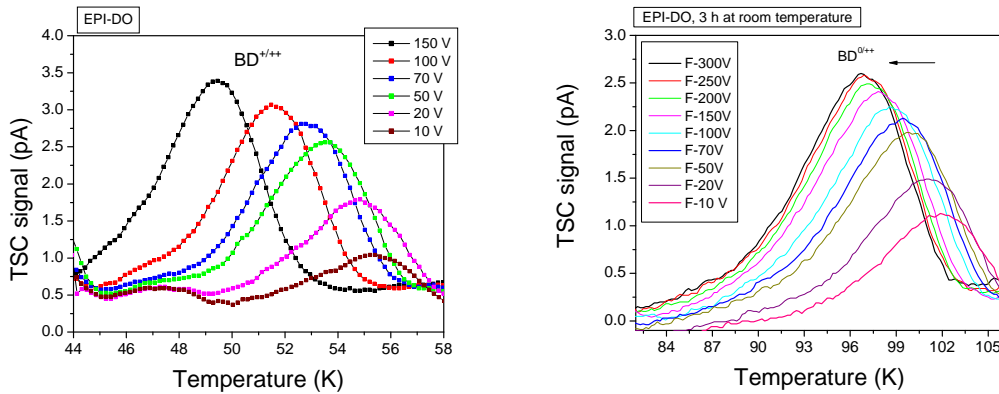 EPI-DO
BD+/++
150 V
100 V
70 V
50 V
20 V
10 V
TSC signal (pA)
4.0
3.5
3.0
2.5
2.0
1.5
1.0
0.5
0.0
44 46 48 50 52 54 56 58
Temperature (K)
EPI-DO, 3 h at room temperature
BD0/++
F-300V
F-250V
F-200V
F-150V
F-100V
F-70V
F-50V
F-20V
F-10 V
TSC signal (pA)
3.0
2.5
2.0
1.5
1.0
0.5
0.0
84 87 90 93 96 99 102 105
Temperature (K)